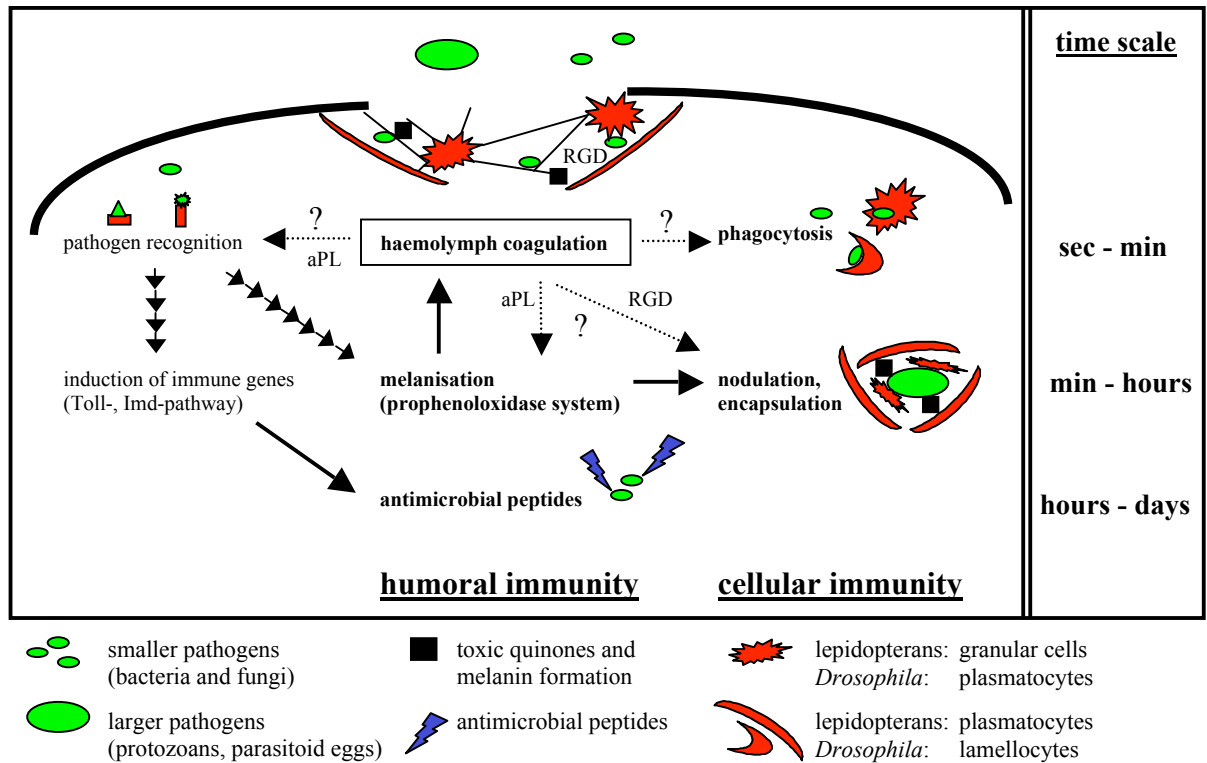 time scale
RGD
?
?
pathogen recognition
haemolymph coagulation
phagocytosis
sec - min
aPL
aPL
RGD
?
induction of immune genes
(Toll-, Imd-pathway)
melanisation
(prophenoloxidase system)
nodulation,
encapsulation
min - hours
antimicrobial peptides
hours - days
humoral immunity
cellular immunity
smaller pathogens
(bacteria and fungi)
toxic quinones and
melanin formation
lepidopterans: granular cells
Drosophila: plasmatocytes
larger pathogens
(protozoans, parasitoid eggs)
antimicrobial peptides
lepidopterans: plasmatocytes
Drosophila: lamellocytes